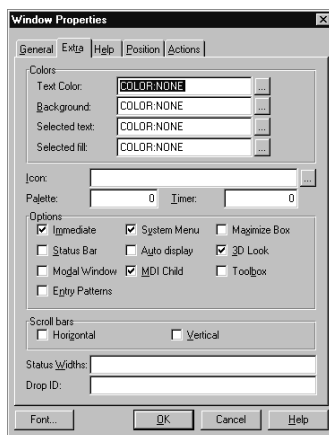 Window Properties
General Extra Help Position Actions
Colors
Text Color: COLOR:NONE ...
Background: COLOR:NONE ...
Selected text: COLOR:NONE ...
Selected fill: COLOR:NONE ...
Icon: ...
Palette: 0 Timer: 0
Options
Immediate System Menu Maximize Box
Status Bar Auto display 3D Look
Modal Window MDI Child Toolbox
Entry Patterns
Scroll bars
Horizontal Vertical
Status Widths:
Drop ID:
Font... OK Cancel Help